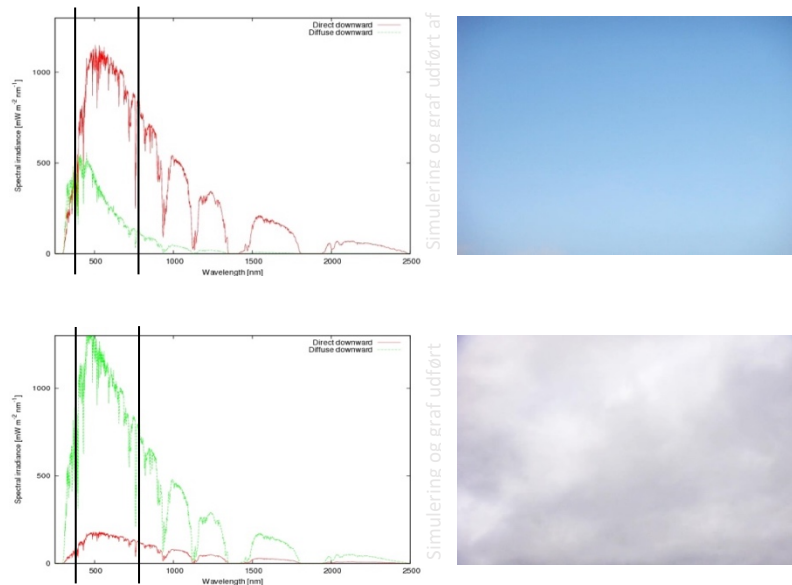 Direct downward
Diffuse downward
Spectral irradiance [mW m⁻² nm⁻¹]
1000
500
0
500
1000
1500
2000
2500
Wavelength [nm]
Simulering og graf udført af
Direct downward
Diffuse downward
Spectral irradiance [mW m⁻² nm⁻¹]
1000
500
0
500
1000
1500
2000
2500
Wavelength [nm]
Simulering og graf udført